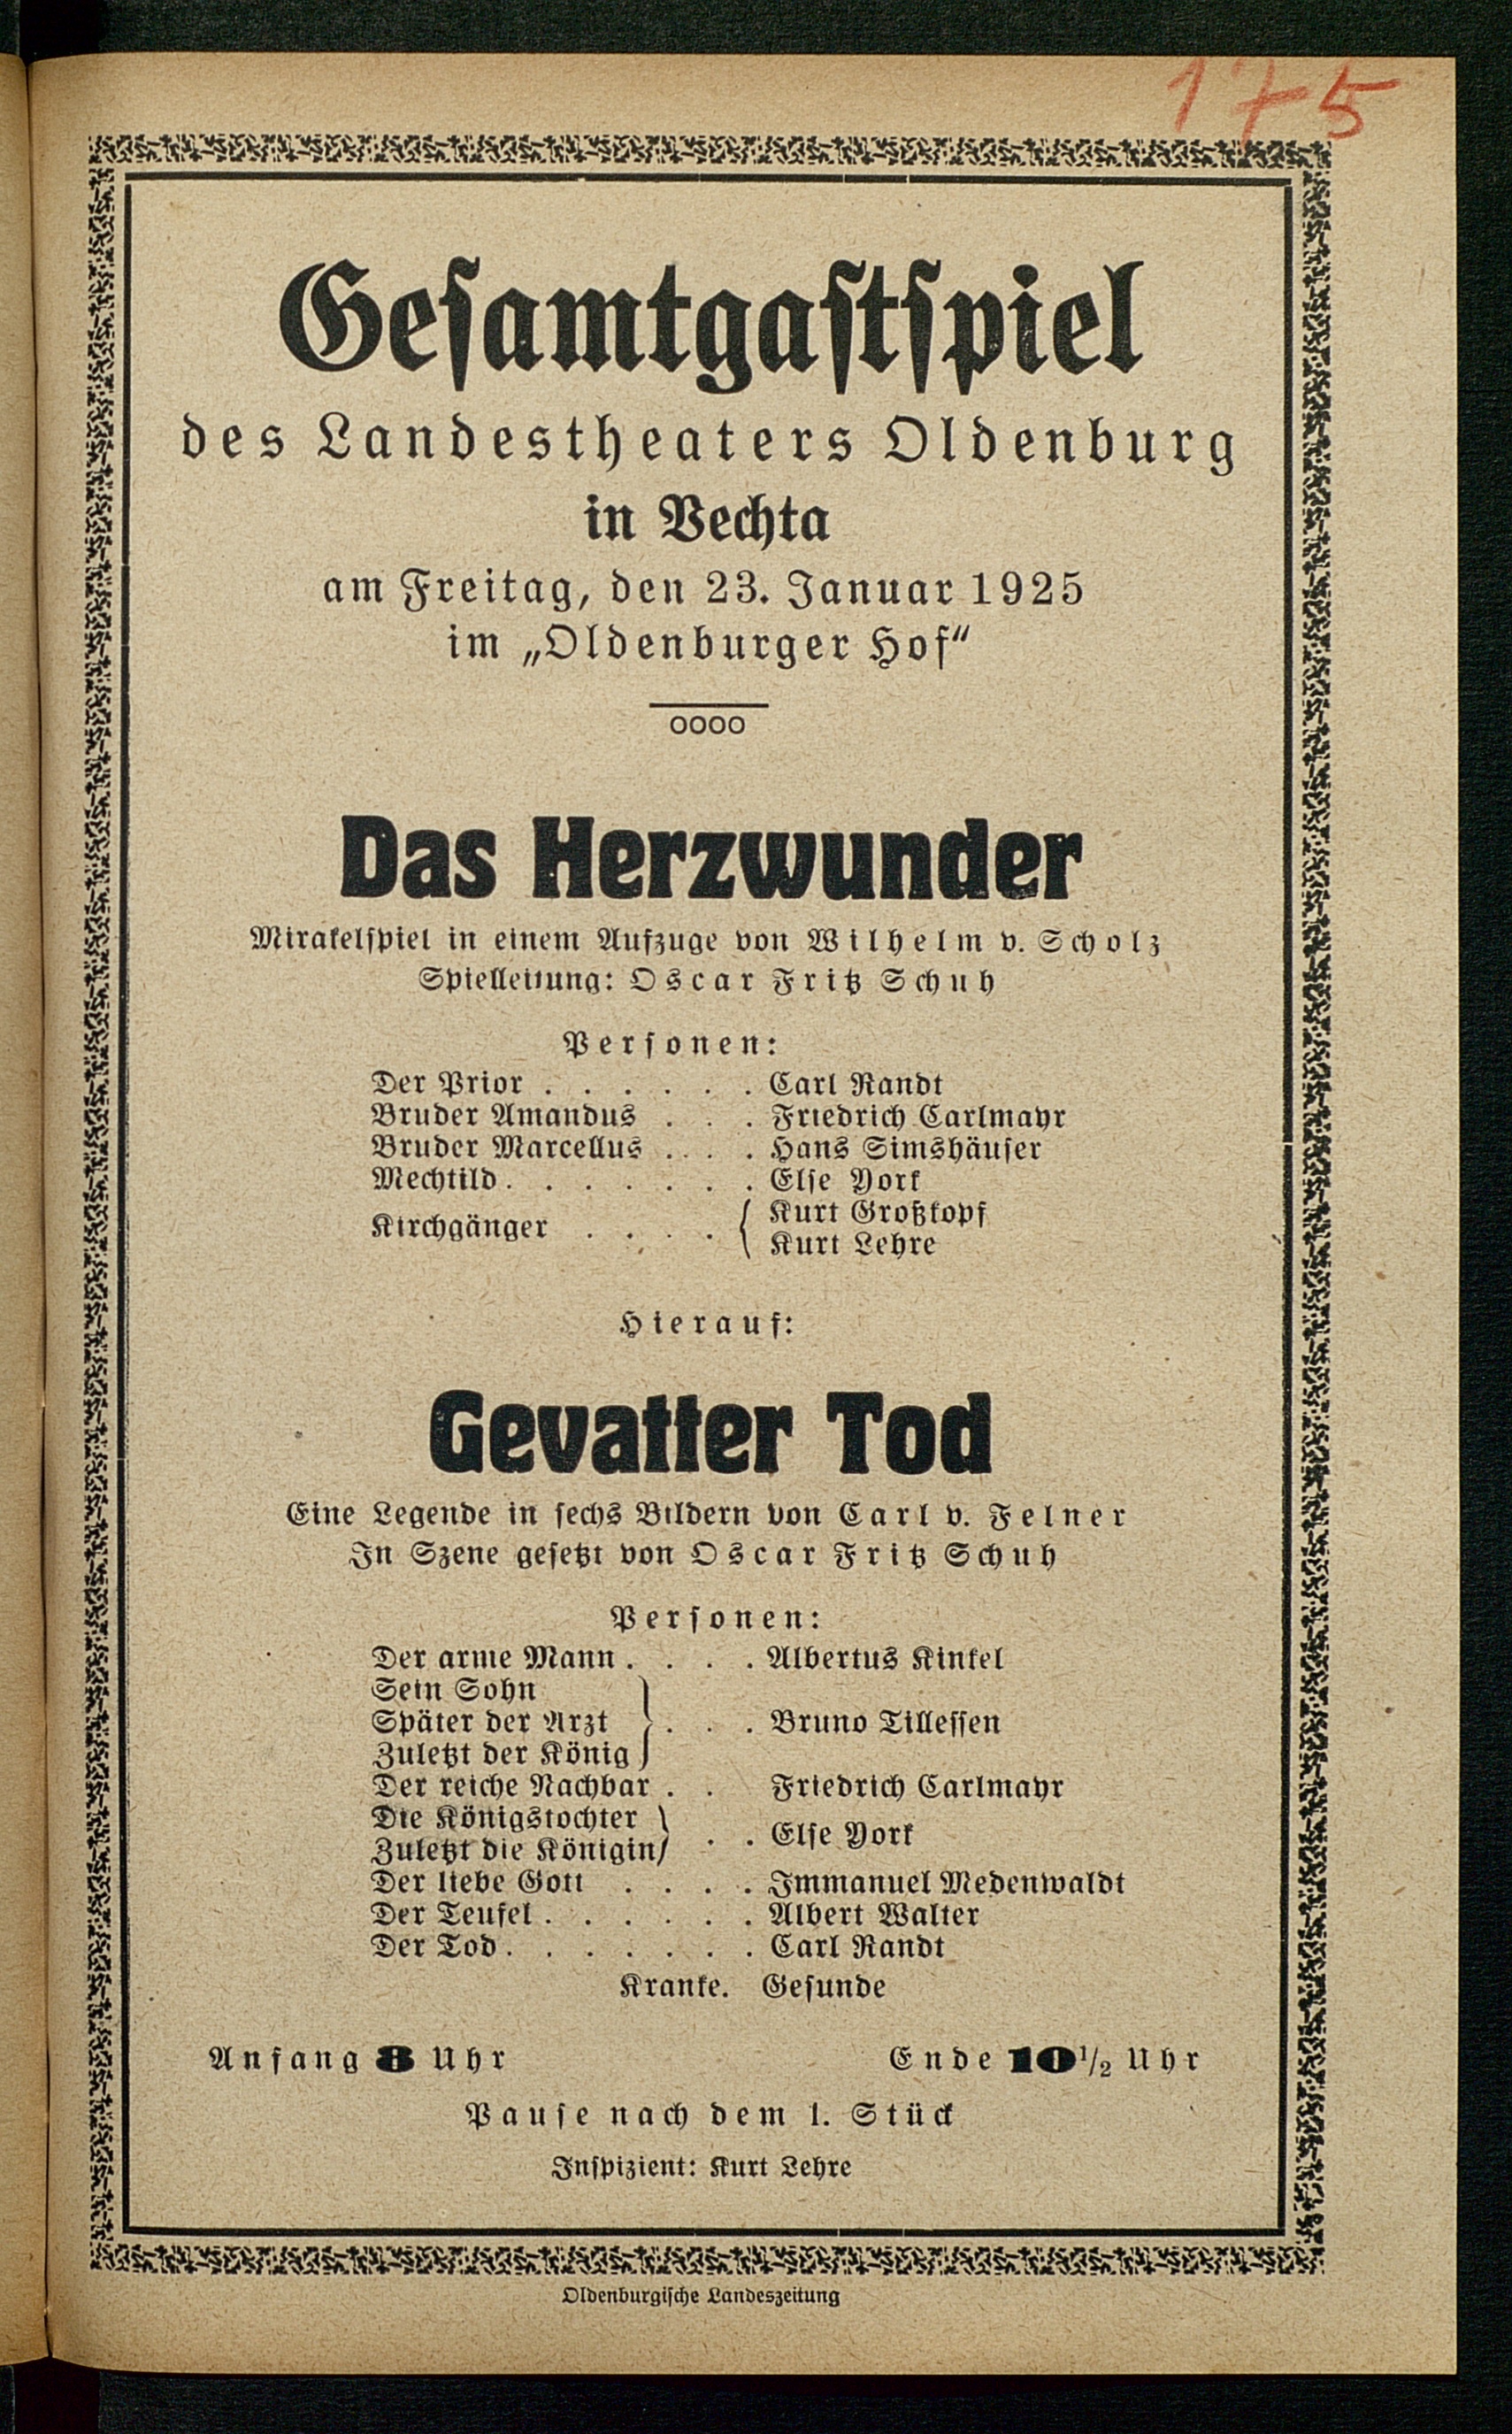 175
Gesamtgastspiel
des Landestheaters Oldenburg
in Vechta
am Freitag, den 23. Januar 1925
im „Oldenburger Hof“
oooo
Das Herzwunder
Mirakelspiel in einem Aufzuge von Wilhelm v. Scholz
Spielleitung: Oscar Fritz Schuh
Personen:
Der Prior . . . . . . Carl Randt
Bruder Amandus . . . Friedrich Carlmayr
Bruder Marcellus . . . . Hans Simshäuser
Mechtild . . . . . . . Else York
Kirchgänger . . . . { Kurt Großkopf
Kurt Lehre
Hierauf:
Gevatter Tod
Eine Legende in sechs Bildern von Carl v. Felner
In Szene gesetzt von Oscar Fritz Schuh
Personen:
Der arme Mann . . . . Albertus Kinkel
Sein Sohn
Später der Arzt } . . . Bruno Tillessen
Zuletzt der König
Der reiche Nachbar . . Friedrich Carlmayr
Die Königstochter
Zuletzt die Königin } . . Else York
Der liebe Gott . . . . Immanuel Medenwaldt
Der Teufel . . . . . . Albert Walter
Der Tod . . . . . . . Carl Randt
Kranke. Gesunde
Anfang 8 Uhr Ende 10 1/2 Uhr
Pause nach dem 1. Stück
Inspizient: Kurt Lehre
Oldenburgische Landeszeitung